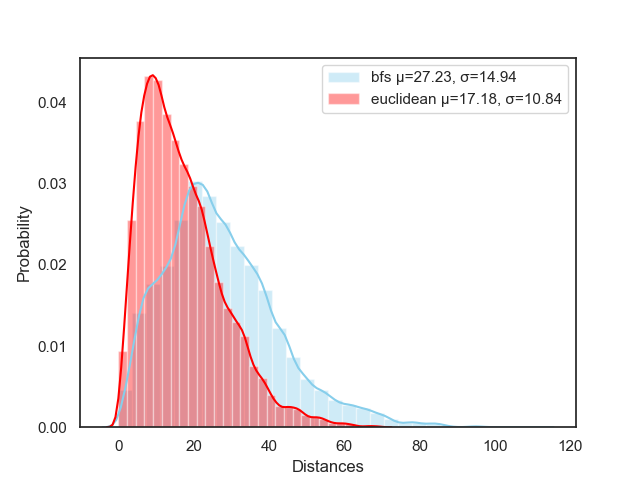 bfs μ=27.23, σ=14.94
euclidean μ=17.18, σ=10.84
Probability
0.04
0.03
0.02
0.01
0.00
0 20 40 60 80 100 120
Distances